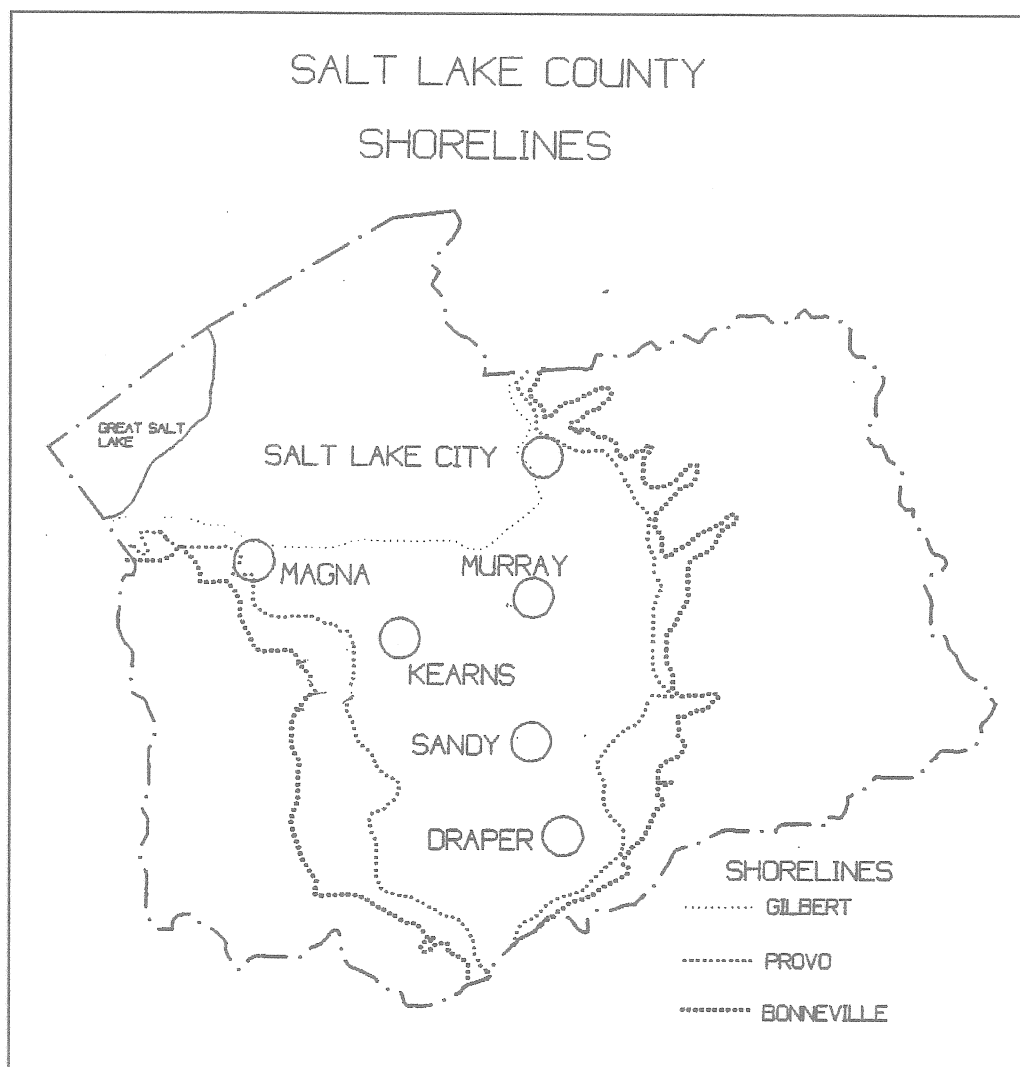 SALT LAKE COUNTY
SHORELINES
GREAT SALT
LAKE
SALT LAKE CITY
MAGNA
MURRAY
KEARNS
SANDY
DRAPER
SHORELINES
GILBERT
PROVO
BONNEVILLE